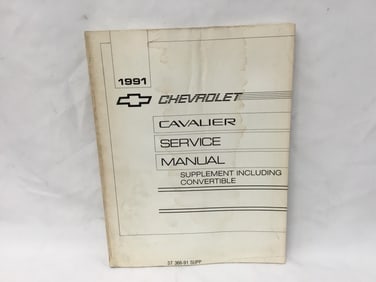 1991
CHEVROLET
CAVALIER
SERVICE
MANUAL
SUPPLEMENT INCLUDING
CONVERTIBLE
ST 366-91 SUPP